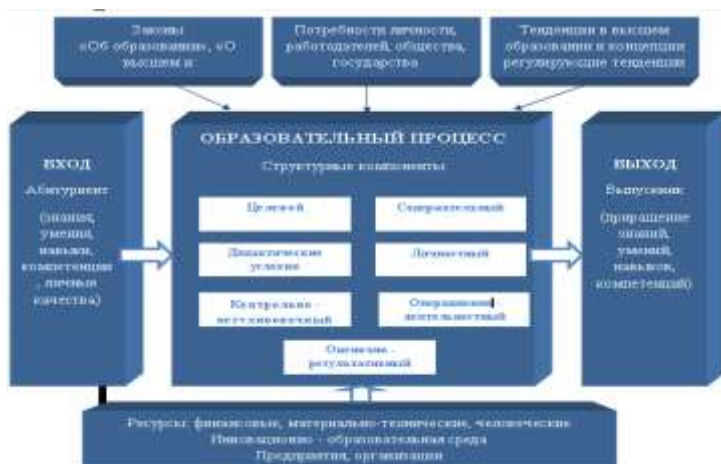 Законы
«Об образовании», «О
высшем и
Потребности личности,
работодателей, общества,
государства
Тенденции в высшем
образовании и концепции
регулирующие тенденции
ОБРАЗОВАТЕЛЬНЫЙ ПРОЦЕСС
Структурные компоненты
ВХОД
Абитуриент
(знания,
умения,
навыки,
компетенции
, личные
качества)
Целевой
Содержательный
Дидактические
условия
Личностный
Контрольно -
Операционно
деятельностный
Оценочно -
результативный
ВЫХОД
Выпускник
(приращение
знаний,
умений,
навыков,
компетенций)
Ресурсы: финансовые, материально-технические, человеческие
Инновационно - образовательная среда
Предприятия, организации